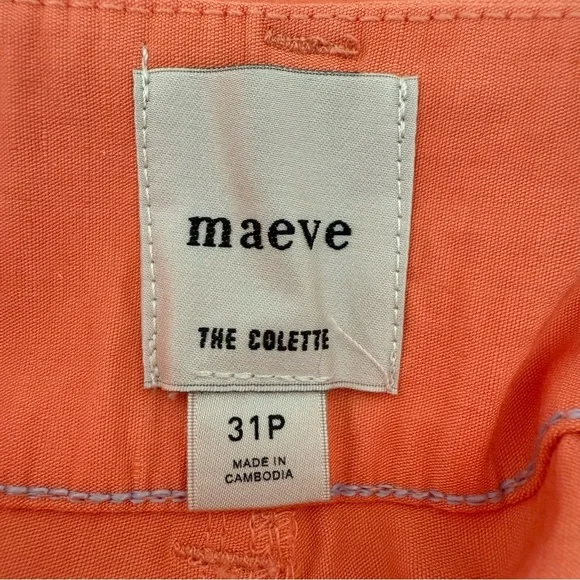 maeve
THE COLETTE
31P
MADE IN
CAMBODIA